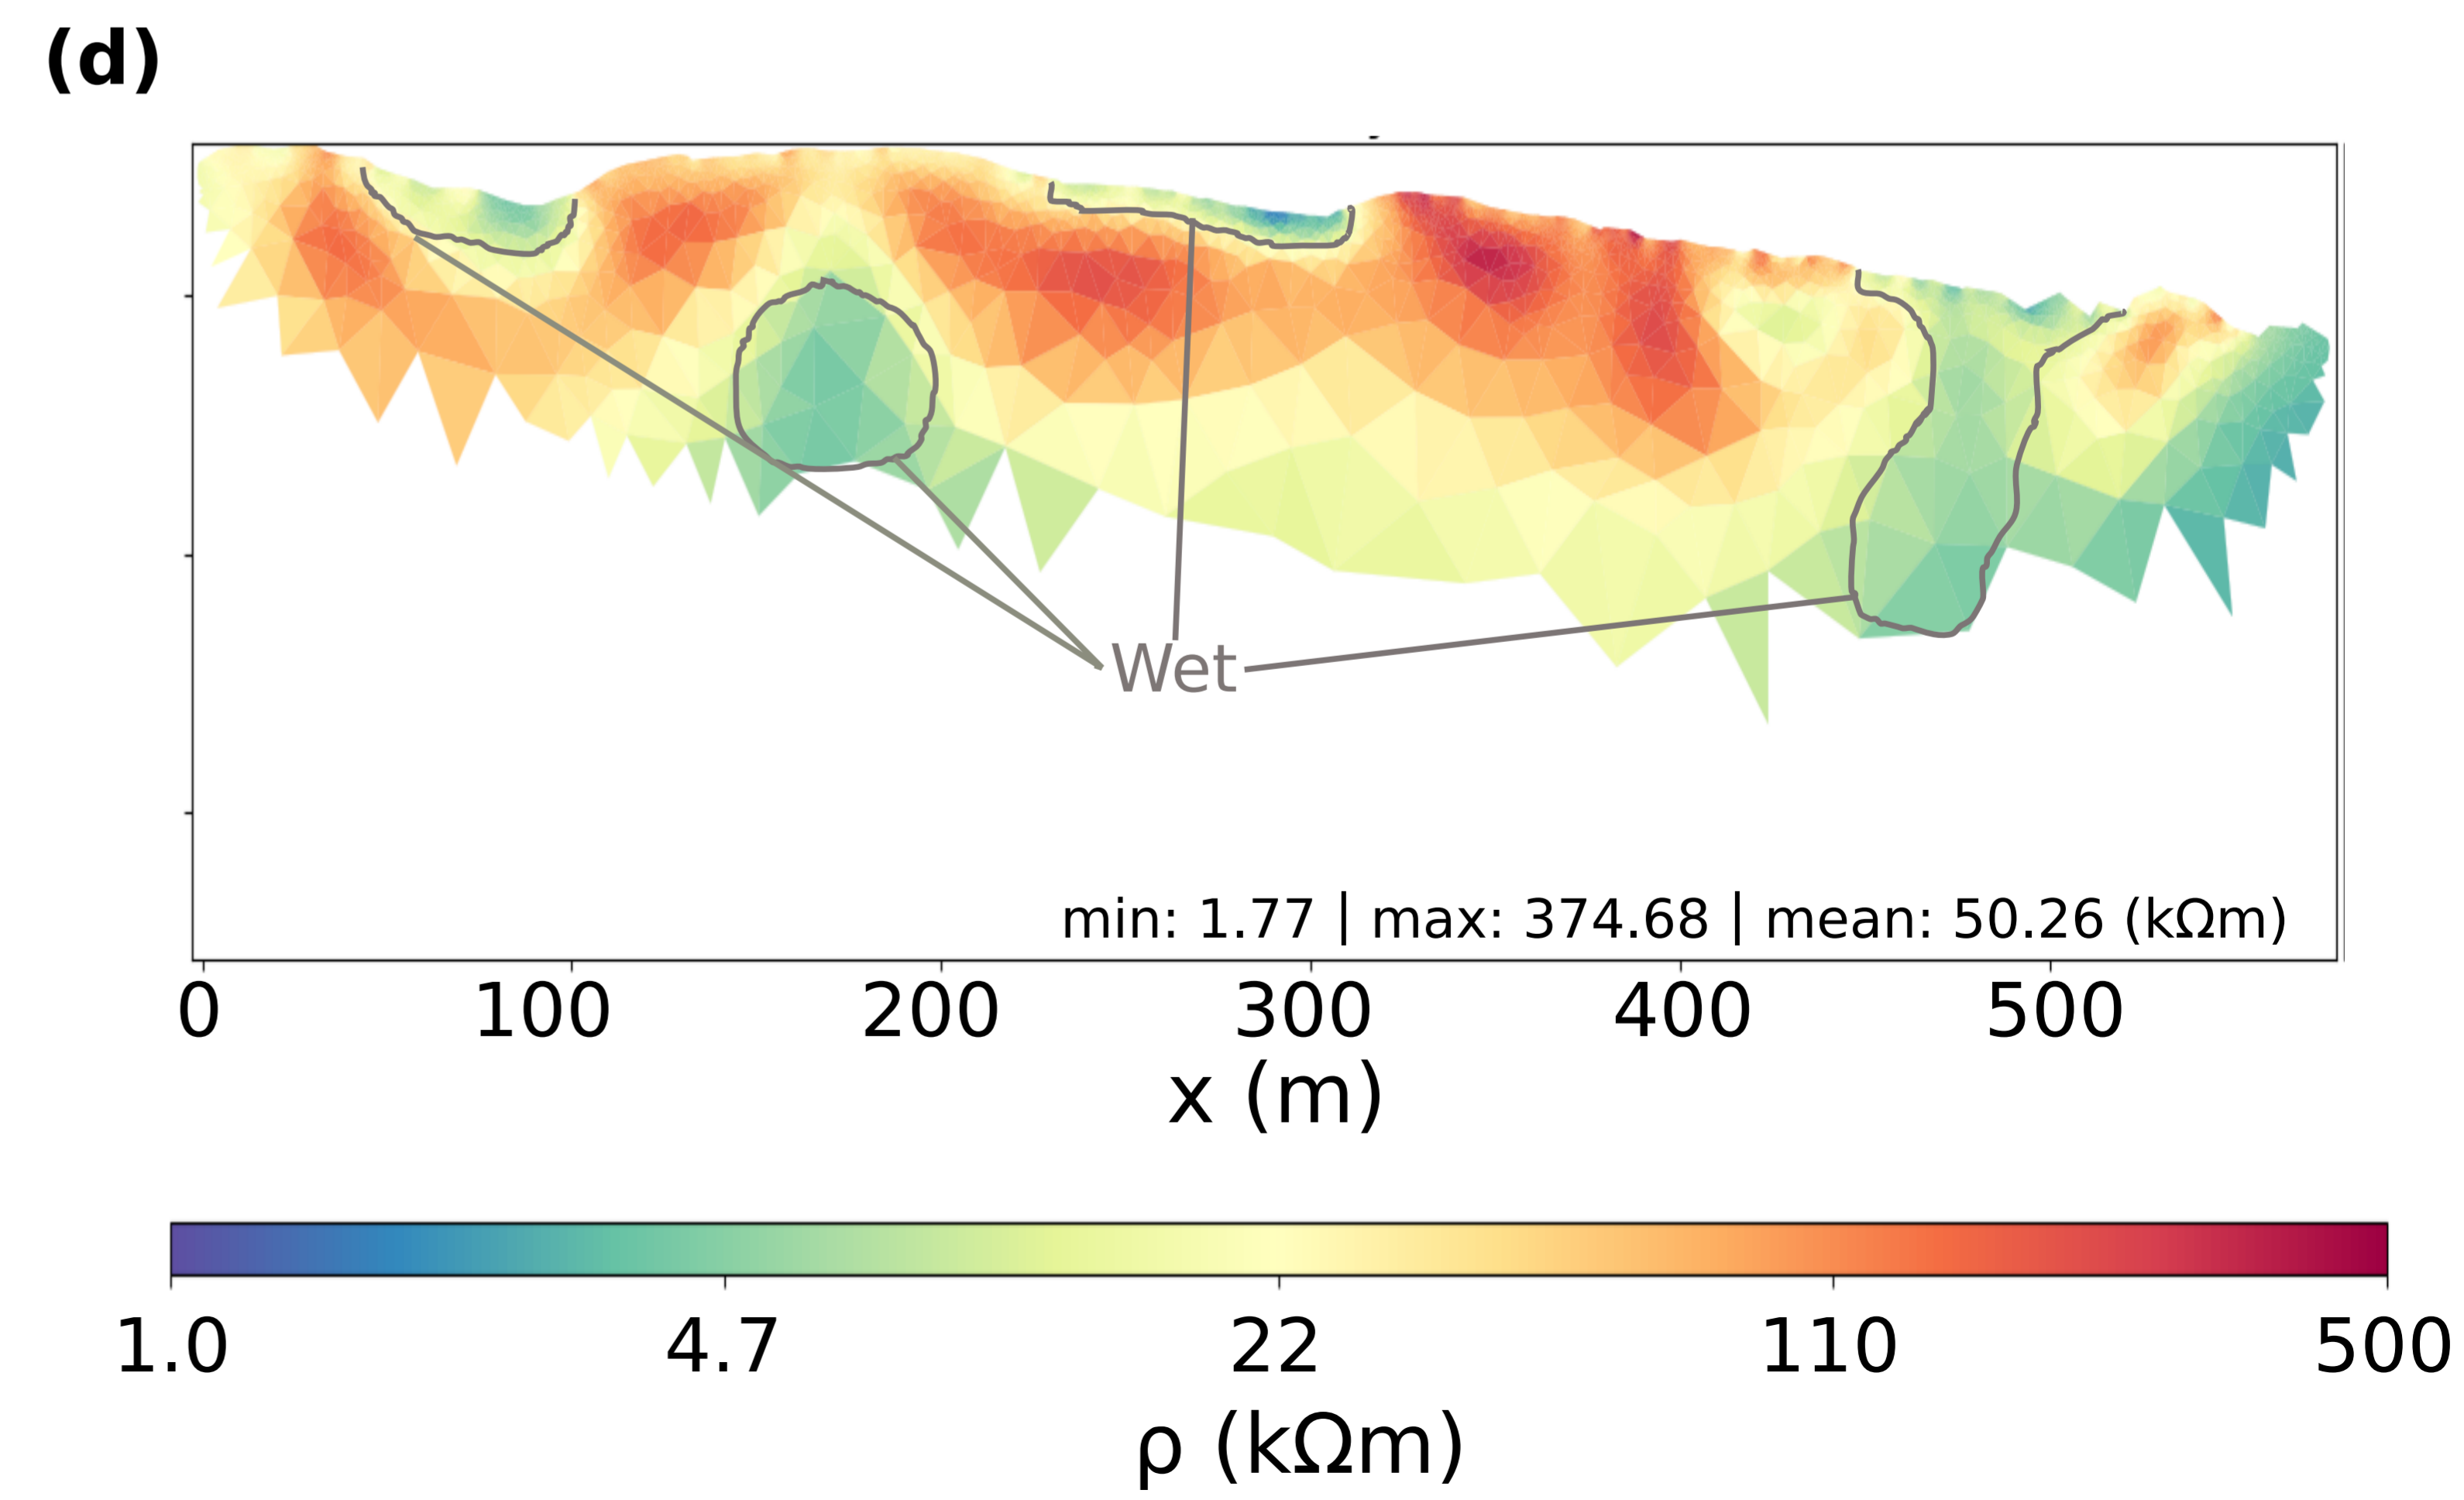 (d)
Wet
min: 1.77 | max: 374.68 | mean: 50.26 (kΩm)
0 100 200 300 400 500
x (m)
1.0 4.7 22 110 500
ρ (kΩm)